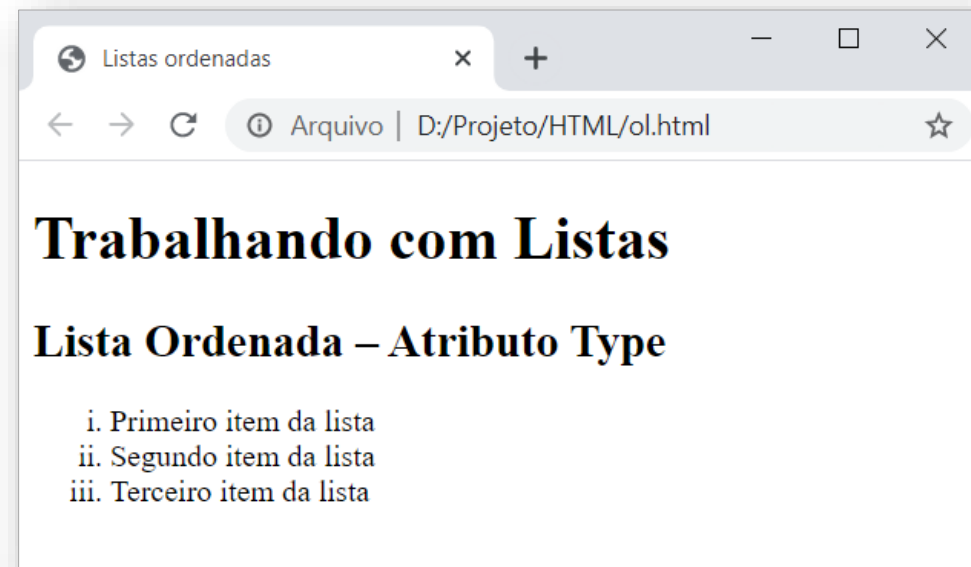 Listas ordenadas
Arquivo | D:/Projeto/HTML/ol.html
Trabalhando com Listas
Lista Ordenada – Atributo Type
i. Primeiro item da lista
ii. Segundo item da lista
iii. Terceiro item da lista